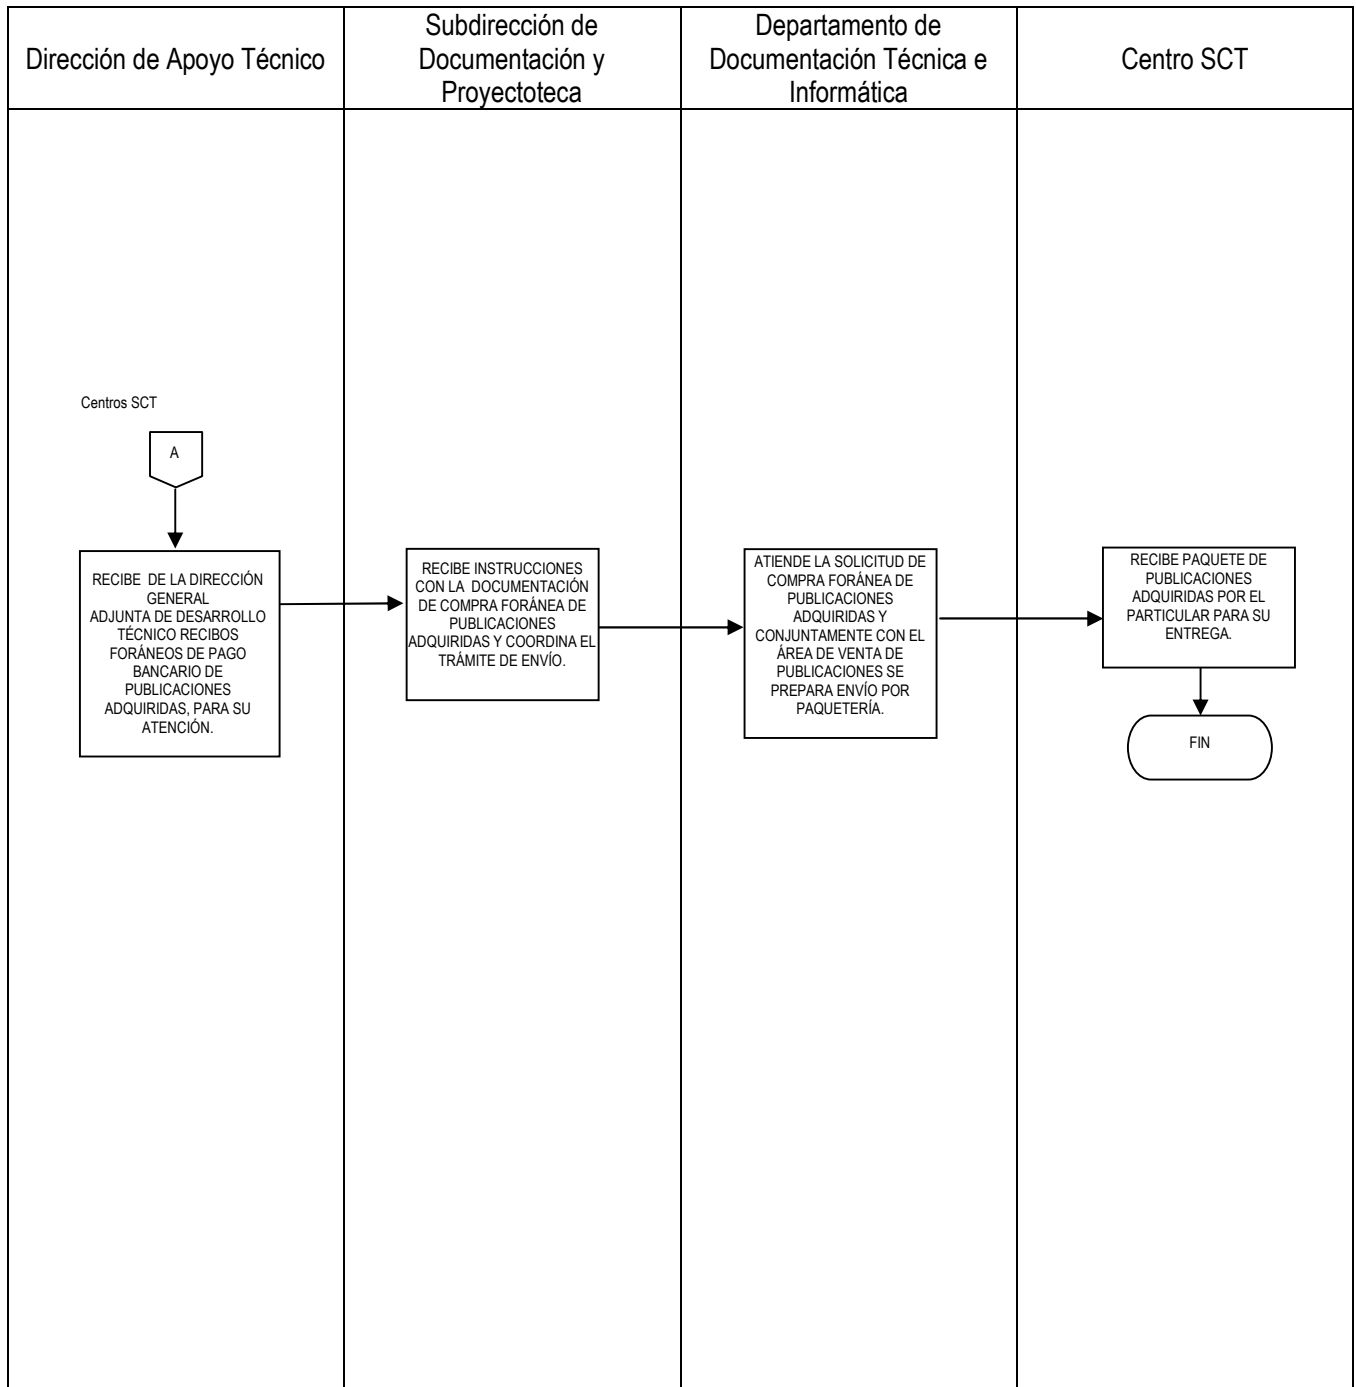 Dirección de Apoyo Técnico
Subdirección de
Documentación y
Proyectoteca
Departamento de
Documentación Técnica e
Informática
Centro SCT
Centros SCT
A
RECIBE DE LA DIRECCIÓN
GENERAL
ADJUNTA DE DESARROLLO
TÉCNICO RECIBOS
FORÁNEOS DE PAGO
BANCARIO DE
PUBLICACIONES
ADQUIRIDAS, PARA SU
ATENCIÓN.
RECIBE INSTRUCCIONES
CON LA DOCUMENTACIÓN
DE COMPRA FORÁNEA DE
PUBLICACIONES
ADQUIRIDAS Y COORDINA EL
TRÁMITE DE ENVÍO.
ATIENDE LA SOLICITUD DE
COMPRA FORÁNEA DE
PUBLICACIONES
ADQUIRIDAS Y
CONJUNTAMENTE CON EL
ÁREA DE VENTA DE
PUBLICACIONES SE
PREPARA ENVÍO POR
PAQUETERÍA.
RECIBE PAQUETE DE
PUBLICACIONES
ADQUIRIDAS POR EL
PARTICULAR PARA SU
ENTREGA.
FIN